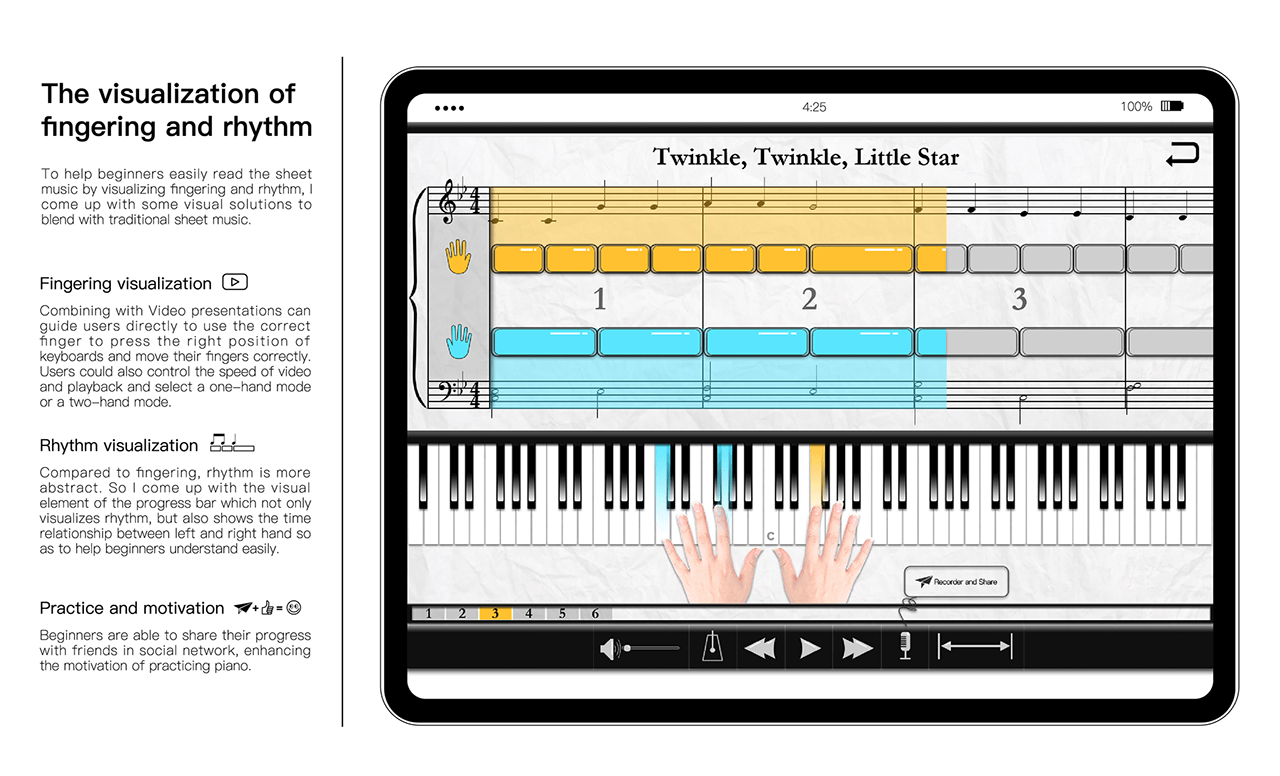 The visualization of
fingering and rhythm
To help beginners easily read the sheet
music by visualizing fingering and rhythm, I
come up with some visual solutions to
blend with traditional sheet music.
Fingering visualization
Combining with Video presentations can
guide users directly to use the correct
finger to press the right position of
keyboards and move their fingers correctly.
Users could also control the speed of video
and playback and select a one-hand mode
or a two-hand mode.
Rhythm visualization
Compared to fingering, rhythm is more
abstract. So I come up with the visual
element of the progress bar which not only
visualizes rhythm, but also shows the time
relationship between left and right hand so
as to help beginners understand easily.
Practice and motivation + =
Beginners are able to share their progress
with friends in social network, enhancing
the motivation of practicing piano.
4:25 100%
Twinkle, Twinkle, Little Star
4
4
1 2 3
4
4
C
Recorder and Share
1 2 3 4 5 6